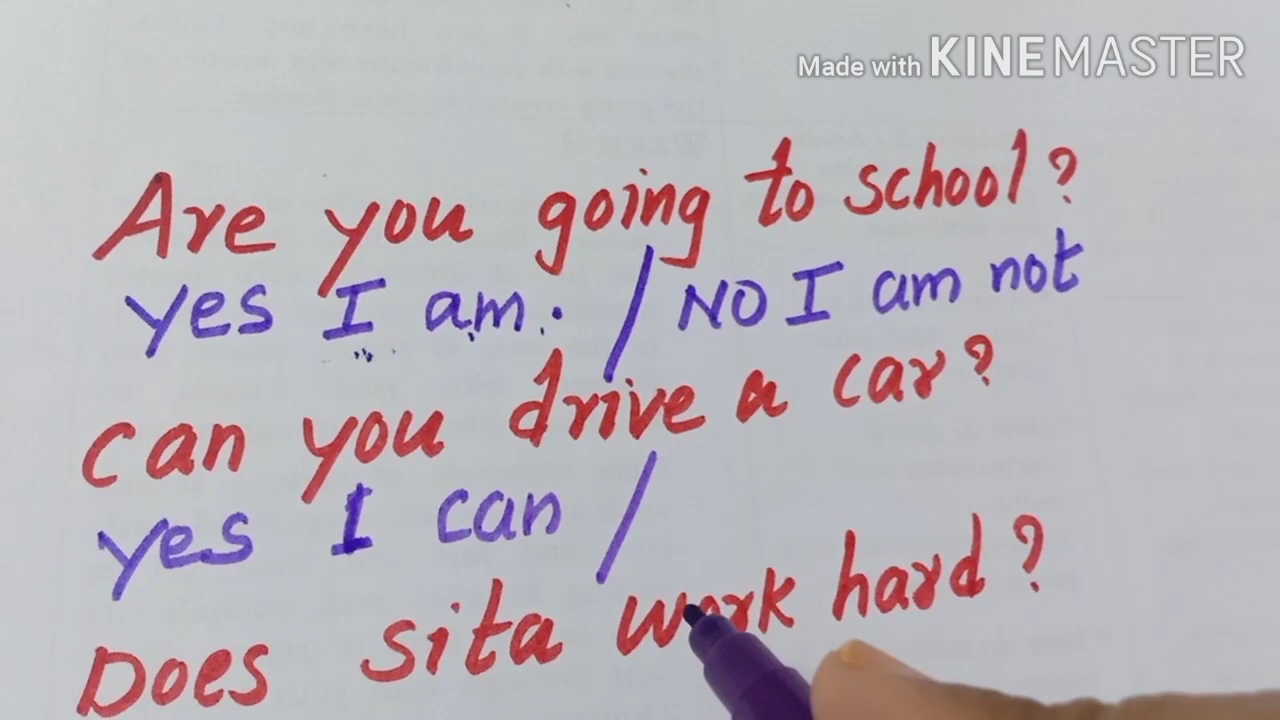 Made with KINEMASTER
Are you going to school?
Yes I am. / NO I am not
Can you drive a car?
Yes I can /
Does sita work hard?